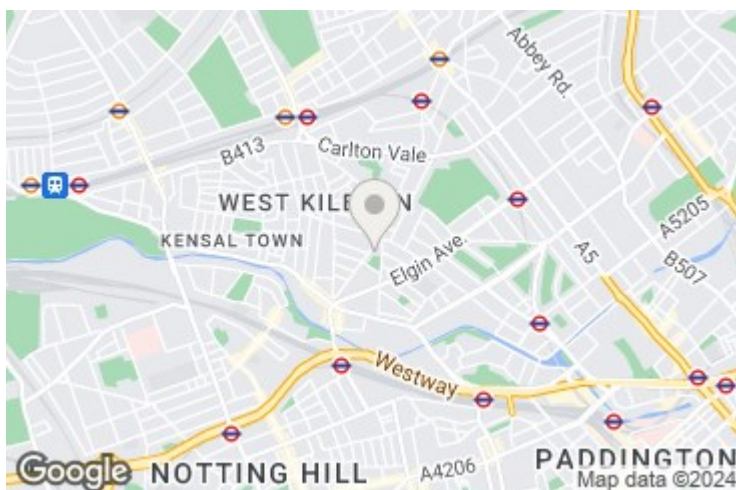 Abbey Rd.
B413
Carlton Vale
WEST KIL N
KENSAL TOWN
Elgin Ave.
A5
A5205
B507
Westway
A4206
PADDINGTON
NOTTING HILL
Google
Map data ©2024